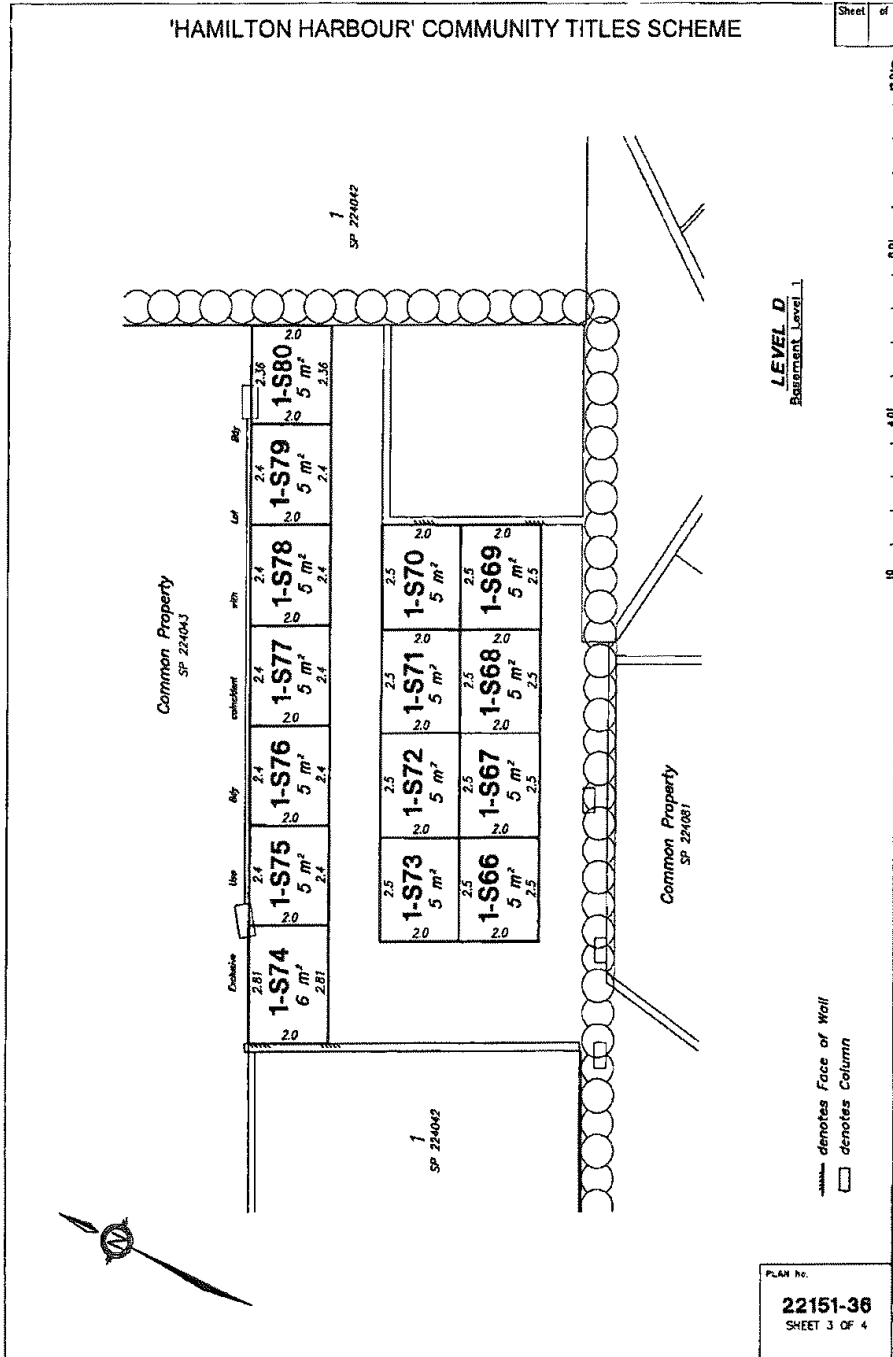 'HAMILTON HARBOUR' COMMUNITY TITLES SCHEME
Sheet of
1
SP 224042
LEVEL D
Basement Level 1
Common Property
SP 224043
Exclusive Use Bdy coincident with Lot Bdy
2.0
2.36 1-S80 2.36
5 m²
2.0
2.4 1-S79 2.4
5 m²
2.0
2.4 1-S78 2.4
5 m²
2.0
2.4 1-S77 2.4
5 m²
2.0
2.4 1-S76 2.4
5 m²
2.0
2.4 1-S75 2.4
5 m²
2.0
2.81 1-S74 2.81
6 m²
2.0
2.0 2.0
2.5 1-S70 2.5 1-S69 2.5
5 m² 5 m²
2.0 2.0
2.5 1-S71 2.5 1-S68 2.5
5 m² 5 m²
2.0 2.0
2.5 1-S72 2.5 1-S67 2.5
5 m² 5 m²
2.0 2.0
2.5 1-S73 2.5 1-S66 2.5
5 m² 5 m²
2.0 2.0
Common Property
SP 224081
1
SP 224042
N
denotes Face of Wall
denotes Column
PLAN No.
22151-36
SHEET 3 OF 4